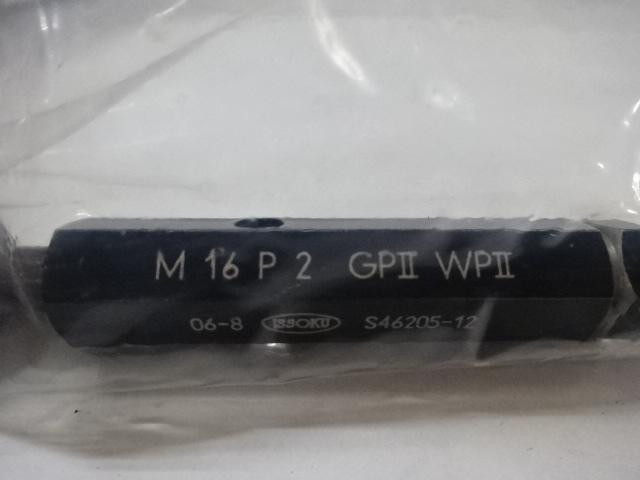 M 16 P 2 GPII WPII
06-8 ISSOKU S46205-12